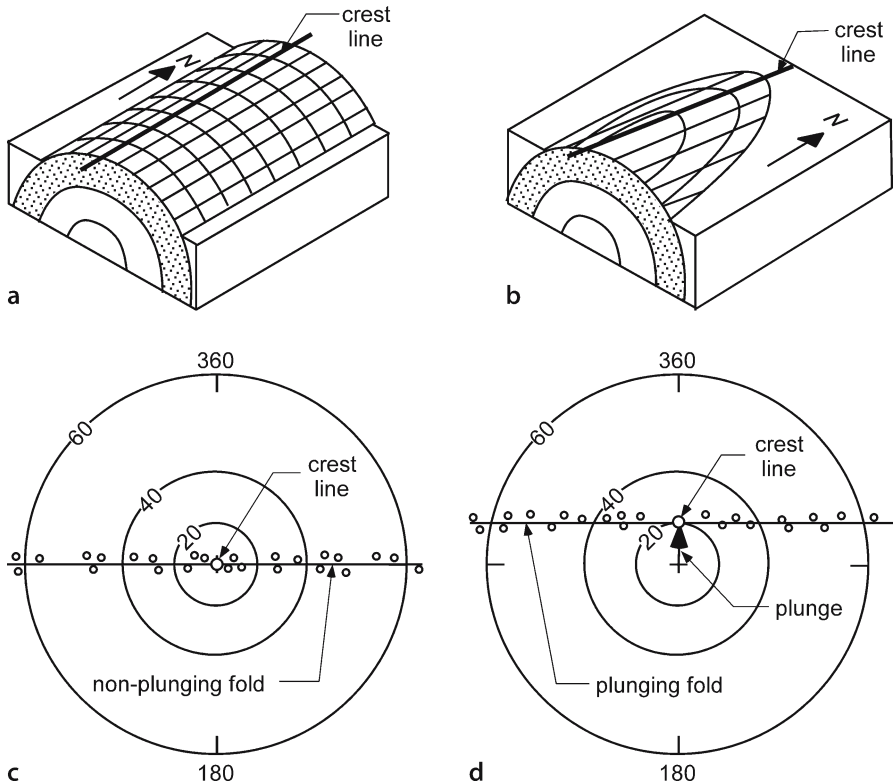 crest
line
N
a
crest
line
N
b
360
60
40
20
crest
line
non-plunging fold
180
c
360
60
40
20
crest
line
plunge
plunging fold
180
d